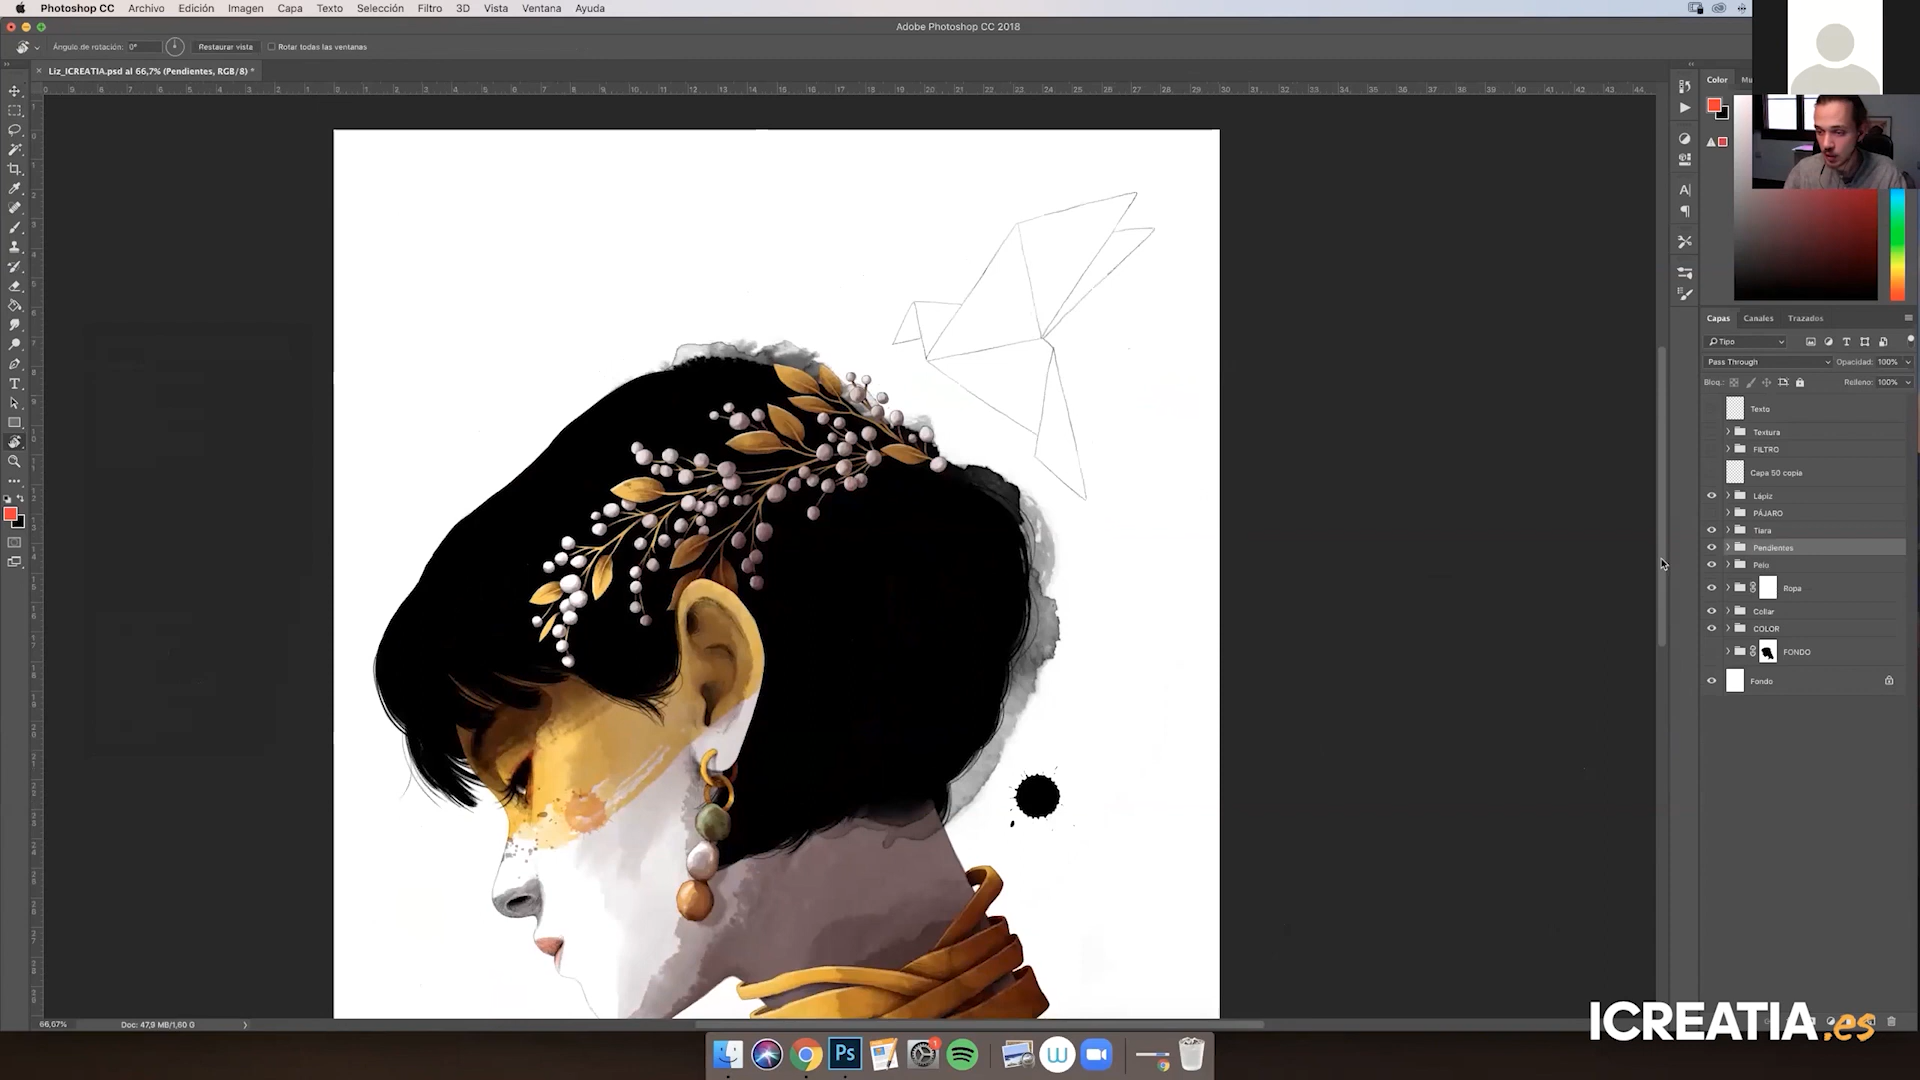 Photoshop CC Archivo Edición Imagen Capa Texto Selección Filtro 3D Vista Ventana Ayuda
Adobe Photoshop CC 2018
Ángulo de rotación: 0° Restaurar vista Rotar todas las ventanas
Liz_ICREATIA.psd al 66,7% (Pendientes, RGB/8) *
Color Mu
Capas Canales Trazados
Tipo
Pass Through Opacidad: 100%
Bloq.: Relleno: 100%
Texto
Textura
FILTRO
Capa 50 copia
Lápiz
PÁJARO
Tiara
Pendientes
Pelo
Ropa
Collar
COLOR
FONDO
Fondo
66,67% Doc: 47,9 MB/1,60 G
ICREATIA.es